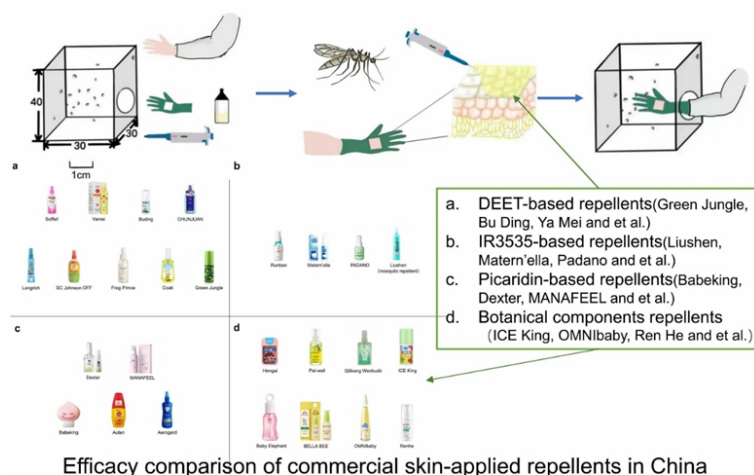 40
30
30
1cm
a
Soffell
Yamei
Buding
CHUNJUAN
Longrich
SC Johnson OFF
Frog Prince
Coati
Green Jungle
b
Runben
Matern'ella
PADANO
Liushen
(mosquito repellent)
a. DEET-based repellents(Green Jungle,
Bu Ding, Ya Mei and et al.)
b. IR3535-based repellents(Liushen,
Matern'ella, Padano and et al.)
c. Picaridin-based repellents(Babeking,
Dexter, MANAFEEL and et al.)
d. Botanical components repellents
(ICE King, OMNIbaby, Ren He and et al.)
c
Dexter
MANAFEEL
Babeking
Autan
Aerogard
d
Hengai
Pai-well
Qibang Wenbudir
ICE King
Baby Elephant
BELLA BEE
OMNIbaby
Renhe
Efficacy comparison of commercial skin-applied repellents in China